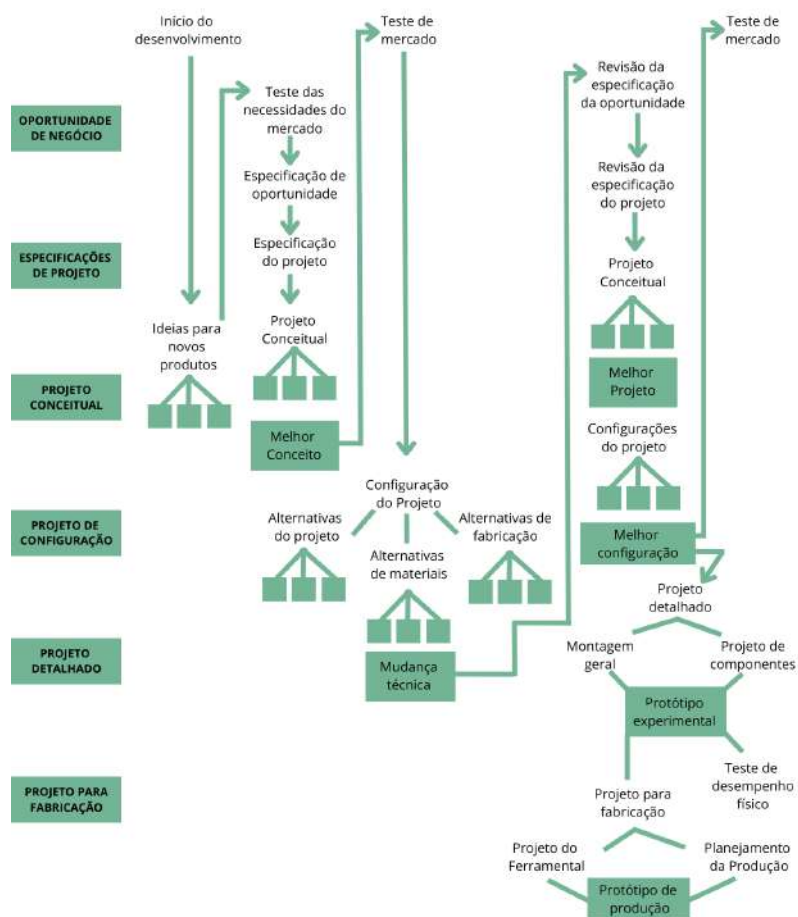 OPORTUNIDADE
DE NEGÓCIO
ESPECIFICAÇÕES
DE PROJETO
PROJETO
CONCEITUAL
PROJETO DE
CONFIGURAÇÃO
PROJETO
DETALHADO
PROJETO PARA
FABRICAÇÃO
Início do
desenvolvimento
Ideias para
novos
produtos
Teste das
necessidades do
mercado
Especificação de
oportunidade
Especificação
do projeto
Projeto
Conceitual
Melhor
Conceito
Teste de
mercado
Configuração
do Projeto
Alternativas
do projeto
Alternativas
de materiais
Alternativas de
fabricação
Mudança
técnica
Revisão da
especificação
da oportunidade
Revisão da
especificação
do projeto
Projeto
Conceitual
Melhor
Projeto
Configurações
do projeto
Melhor
configuração
Teste de
mercado
Projeto
detalhado
Montagem
geral
Projeto de
componentes
Protótipo
experimental
Teste de
desempenho
físico
Projeto para
fabricação
Projeto do
Ferramental
Planejamento
da Produção
Protótipo de
produção